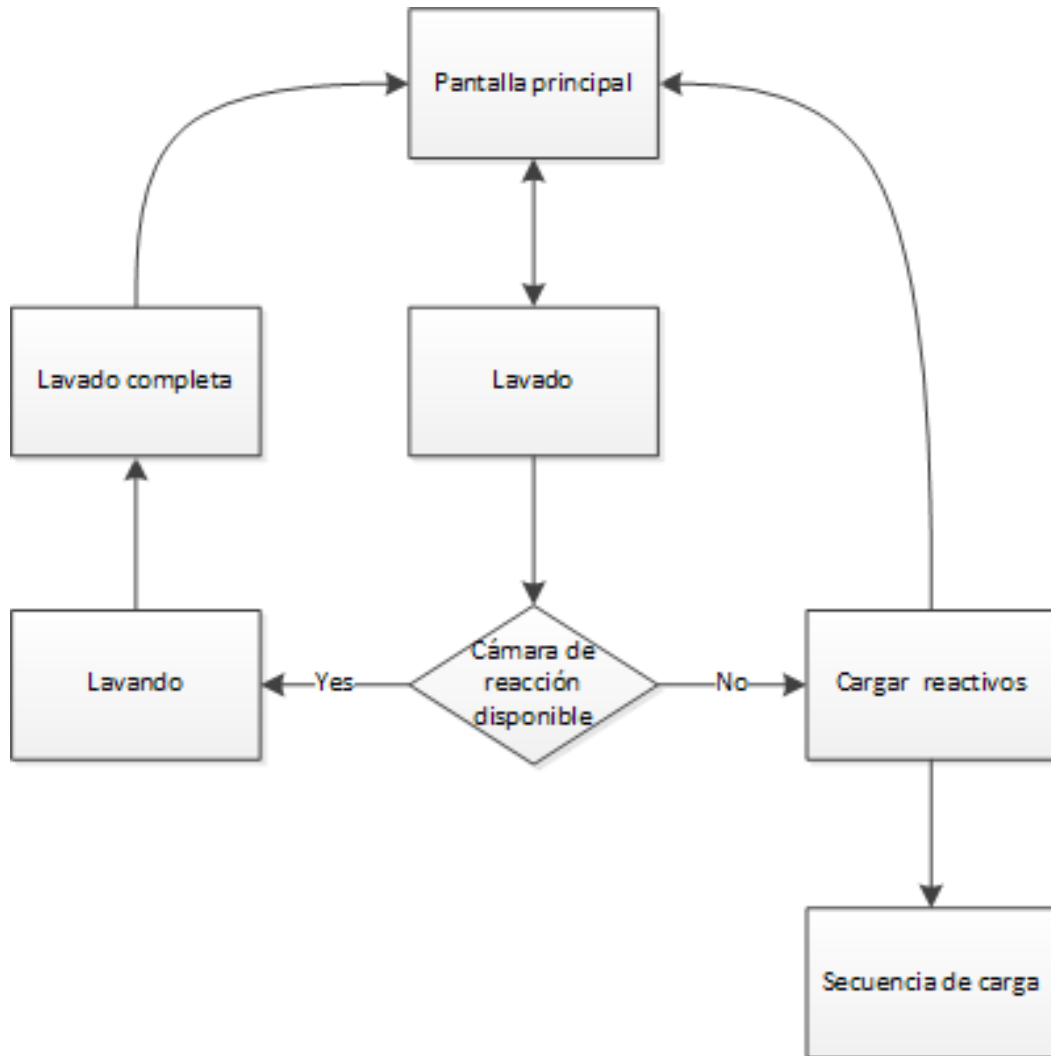 Pantalla principal
Lavado completa
Lavado
Lavando
Yes
Cámara de
reacción
disponible
No
Cargar reactivos
Secuencia de carga